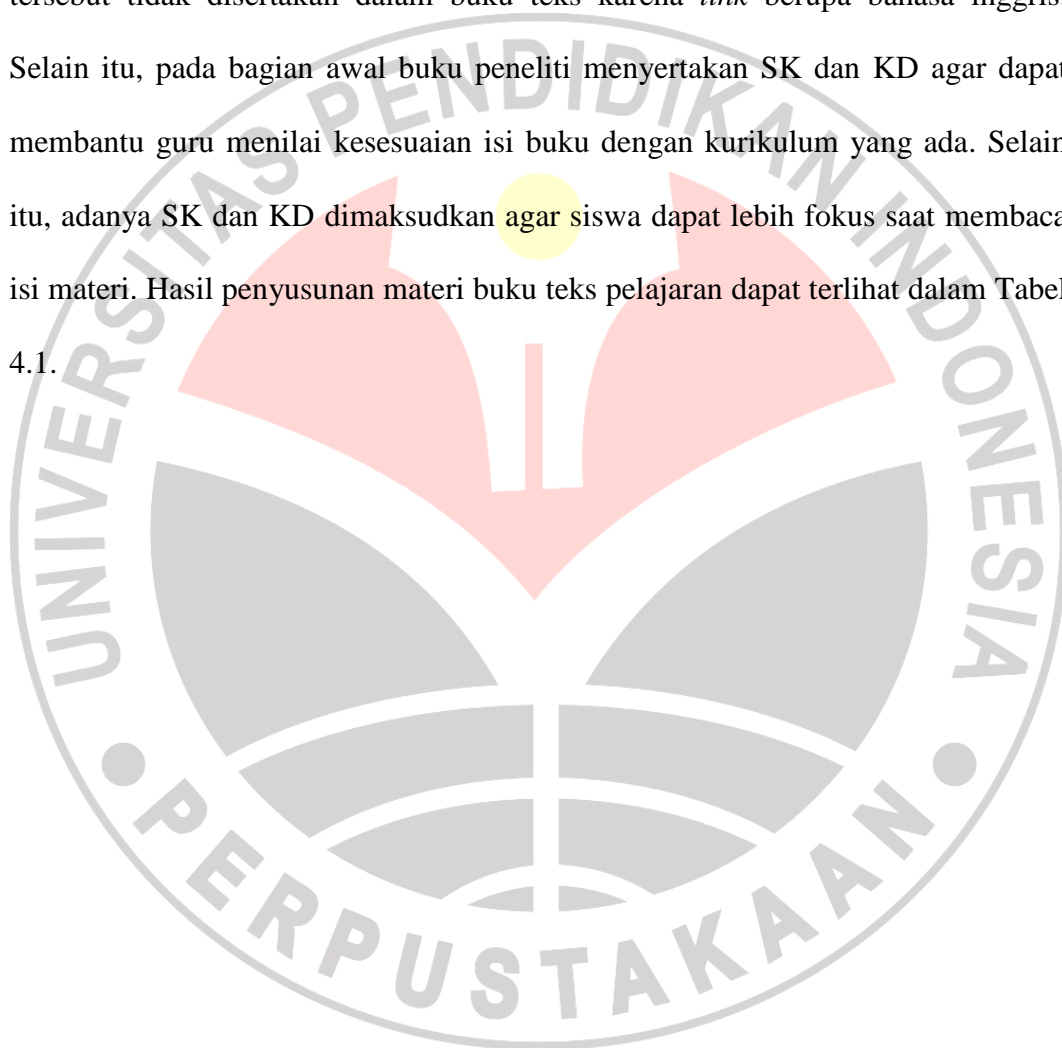 tersebut tidak disertakan dalam buku teks karena link berupa bahasa Inggris.
Selain itu, pada bagian awal buku peneliti menyertakan SK dan KD agar dapat
membantu guru menilai kesesuaian isi buku dengan kurikulum yang ada. Selain
itu, adanya SK dan KD dimaksudkan agar siswa dapat lebih fokus saat membaca
isi materi. Hasil penyusunan materi buku teks pelajaran dapat terlihat dalam Tabel
4.1.
UNIVERSITAS PENDIDIKAN INDONESIA
PERPUSTAKAAN